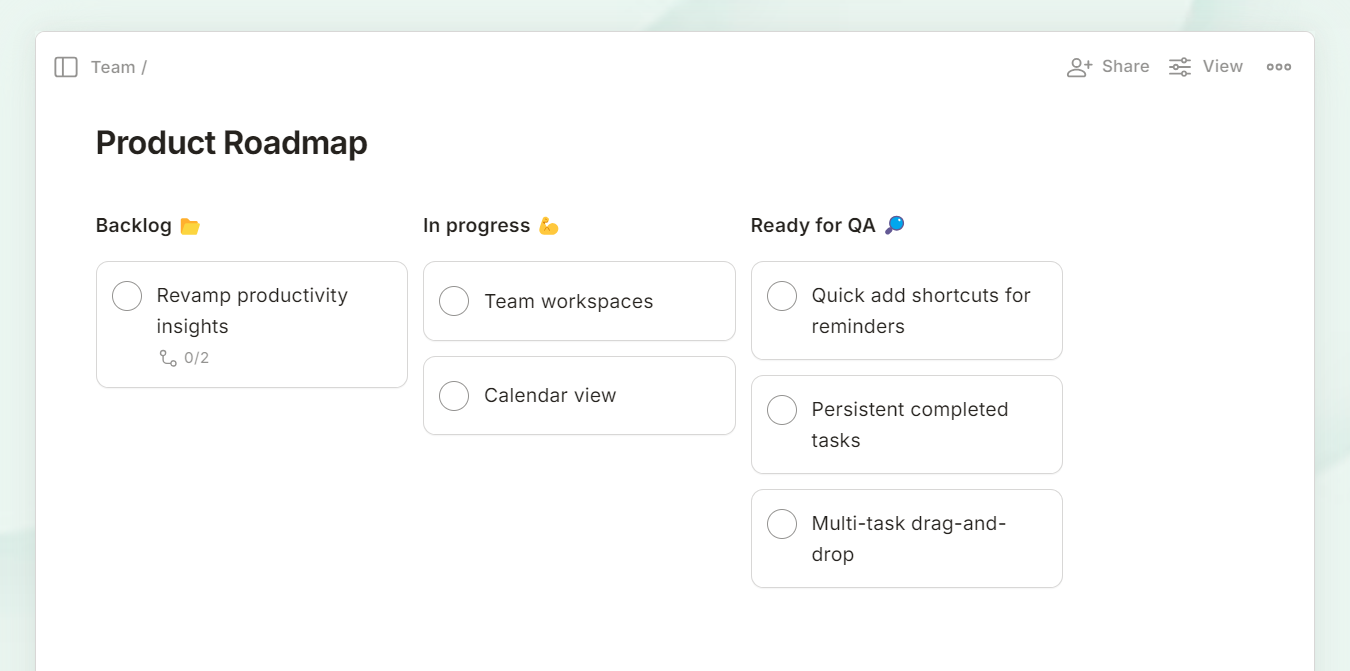 Team /
Share
View
Product Roadmap
Backlog 📂
Revamp productivity
insights
0/2
In progress 💪
Team workspaces
Calendar view
Ready for QA 🔎
Quick add shortcuts for
reminders
Persistent completed
tasks
Multi-task drag-and-
drop